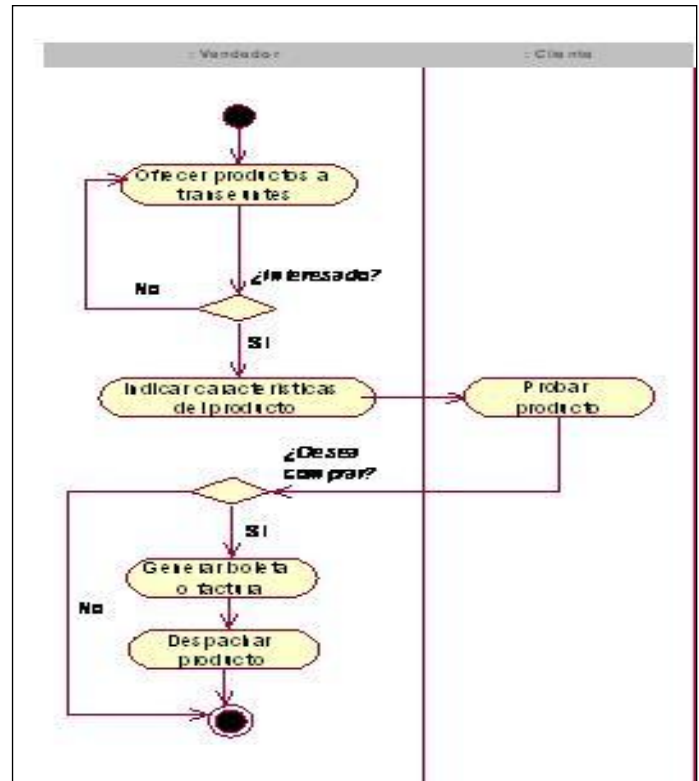 : Vendedor
: Cliente
Ofrecer productos a
transeuntes
¿Interesado?
No
SI
Indicar caracteristicas
del producto
Probar
producto
¿Desea
comprar?
SI
Generar boleta
o factura
No
Despachar
producto